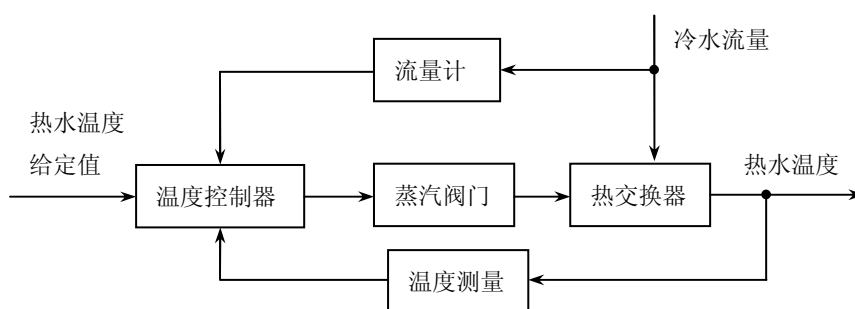 冷水流量
流量计
热水温度
给定值
热水温度
温度控制器
蒸汽阀门
热交换器
温度测量